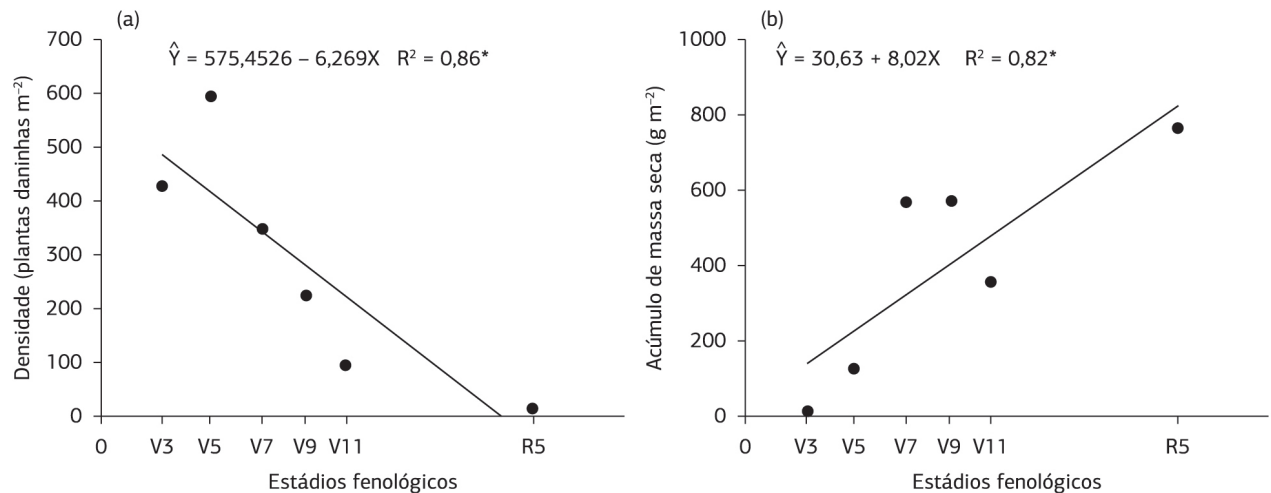 (a)
Ŷ = 575,4526 – 6,269X R² = 0,86*
Densidade (plantas daninhas m⁻²)
700
600
500
400
300
200
100
0
0 V3 V5 V7 V9 V11 R5
Estádios fenológicos
(b)
Ŷ = 30,63 + 8,02X R² = 0,82*
Acúmulo de massa seca (g m⁻²)
1000
800
600
400
200
0
0 V3 V5 V7 V9 V11 R5
Estádios fenológicos